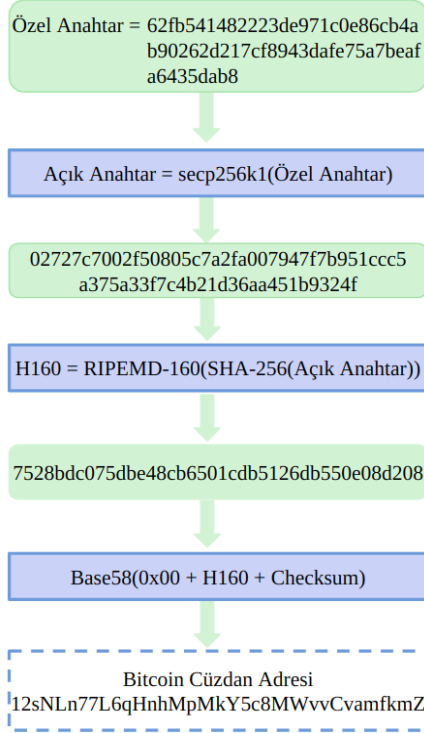 Özel Anahtar = 62fb541482223de971c0e86cb4a
b90262d217cf8943dafe75a7beaf
a6435dab8
Açık Anahtar = secp256k1(Özel Anahtar)
02727c7002f50805c7a2fa007947f7b951ccc5
a375a33f7c4b21d36aa451b9324f
H160 = RIPEMD-160(SHA-256(Açık Anahtar))
7528bdc075dbe48cb6501cdb5126db550e08d208
Base58(0x00 + H160 + Checksum)
Bitcoin Cüzdan Adresi
12sNLn77L6qHnhMpMkY5c8MWvvCvamfkmZ